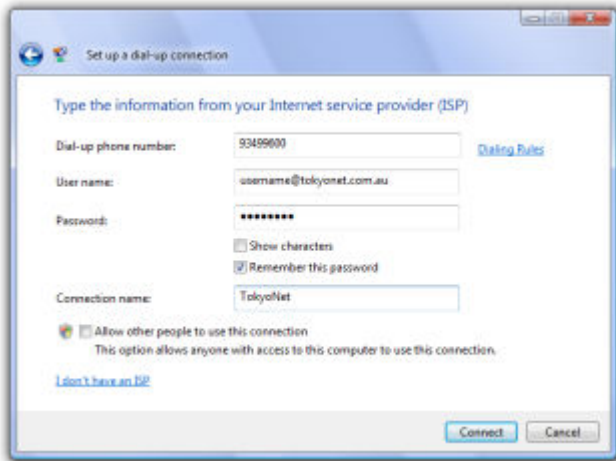 Set up a dial-up connection
Type the information from your Internet service provider (ISP)
Dial-up phone number: 93499600 Dialing Rules
User name: username@tokyonet.com.au
Password: ●●●●●●●●
Show characters
Remember this password
Connection name: TokyoNet
Allow other people to use this connection
This option allows anyone with access to this computer to use this connection.
I don't have an ISP
Connect Cancel